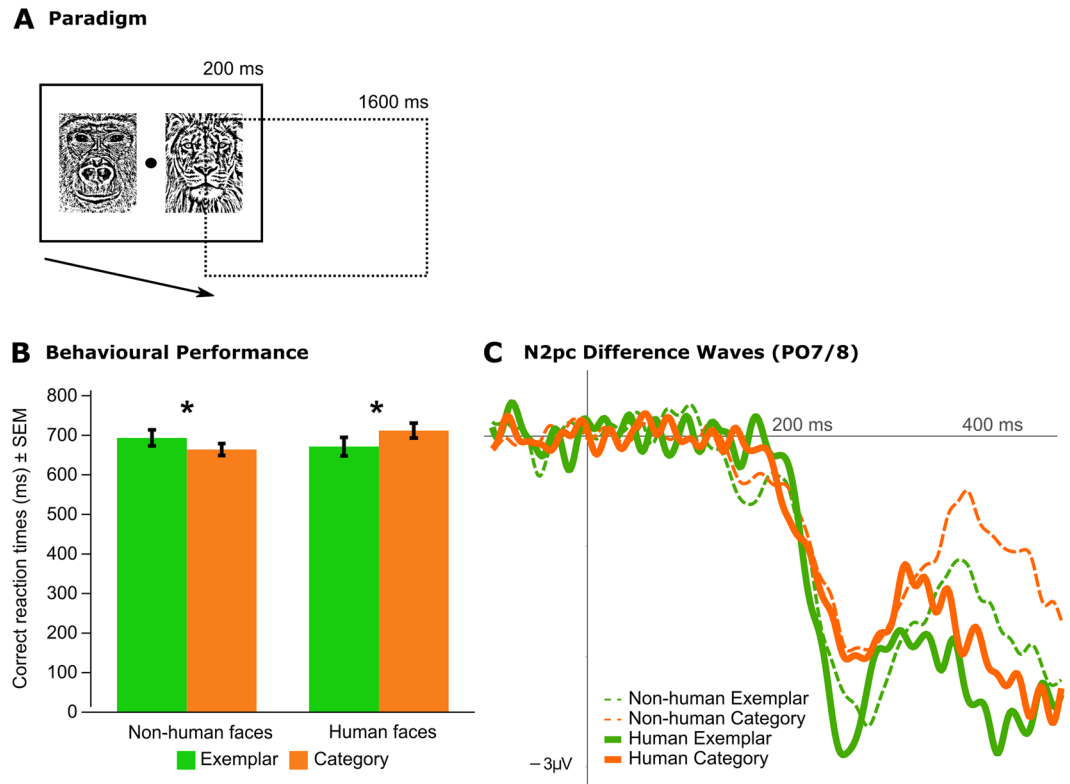 A Paradigm
200 ms
1600 ms
B Behavioural Performance
Correct reaction times (ms) ± SEM
800
700
600
500
400
300
200
100
0
*
*
Non-human faces
Human faces
Exemplar
Category
C N2pc Difference Waves (PO7/8)
200 ms
400 ms
−3µV
Non-human Exemplar
Non-human Category
Human Exemplar
Human Category